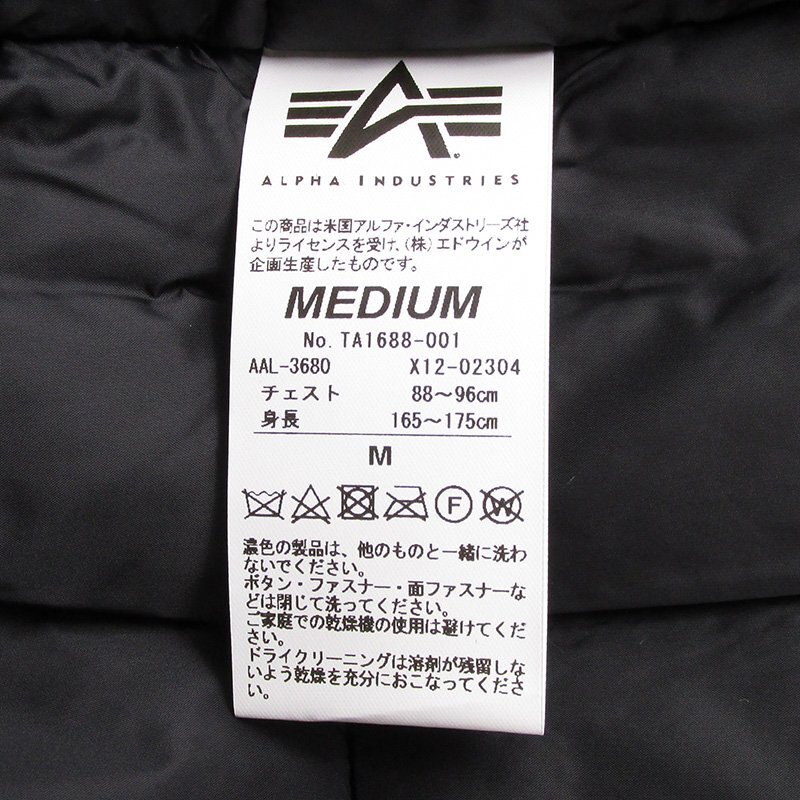 ALPHA INDUSTRIES
この商品は米国アルファ・インダストリーズ社
よりライセンスを受け、(株)エドウインが
企画生産したものです。
MEDIUM
No. TA1688-001
AAL-3680 X12-02304
チェスト 88～96cm
身長 165～175cm
M
F W
濃色の製品は、他のものと一緒に洗わ
ないでください。
ボタン・ファスナー・面ファスナーな
どは閉じて洗ってください。
ご家庭での乾燥機の使用は避けてくだ
さい。
ドライクリーニングは溶剤が残留しな
いよう乾燥を充分におこなってくださ
い。